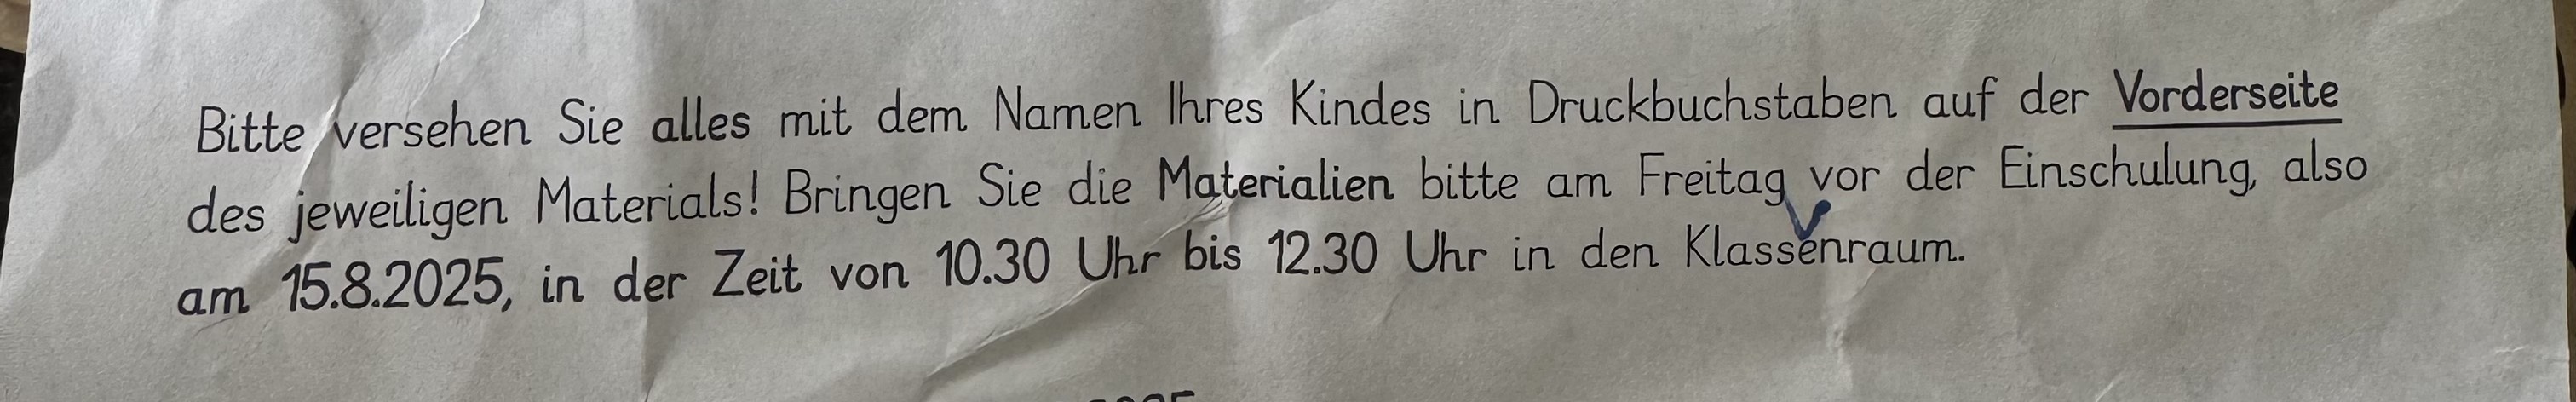 Bitte versehen Sie alles mit dem Namen Ihres Kindes in Druckbuchstaben auf der Vorderseite
des jeweiligen Materials! Bringen Sie die Materialien bitte am Freitag vor der Einschulung, also
am 15.8.2025, in der Zeit von 10.30 Uhr bis 12.30 Uhr in den Klassenraum.